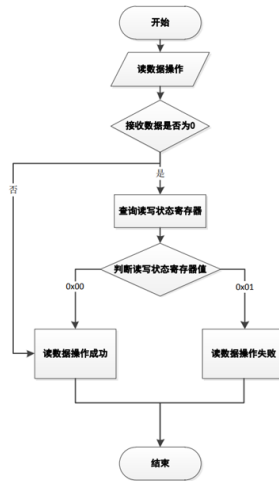 开始
读数据操作
接收数据是否为0
是
否
查询读写状态寄存器
判断读写状态寄存器值
0x00
0x01
读数据操作成功
读数据操作失败
结束